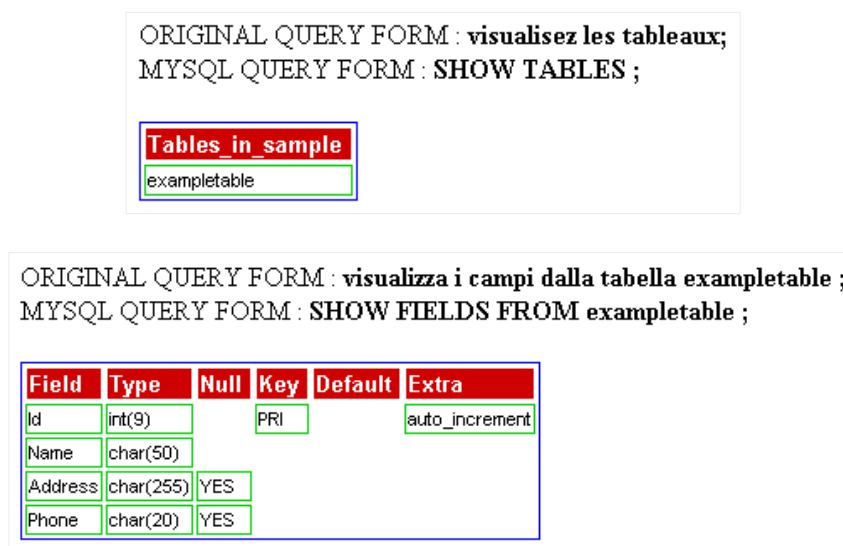 ORIGINAL QUERY FORM : visualisez les tableaux;
MYSQL QUERY FORM : SHOW TABLES ;
Tables_in_sample
exampletable
ORIGINAL QUERY FORM : visualizza i campi dalla tabella exampletable ;
MYSQL QUERY FORM : SHOW FIELDS FROM exampletable ;
Field Type Null Key Default Extra
Id int(9) PRI auto_increment
Name char(50)
Address char(255) YES
Phone char(20) YES